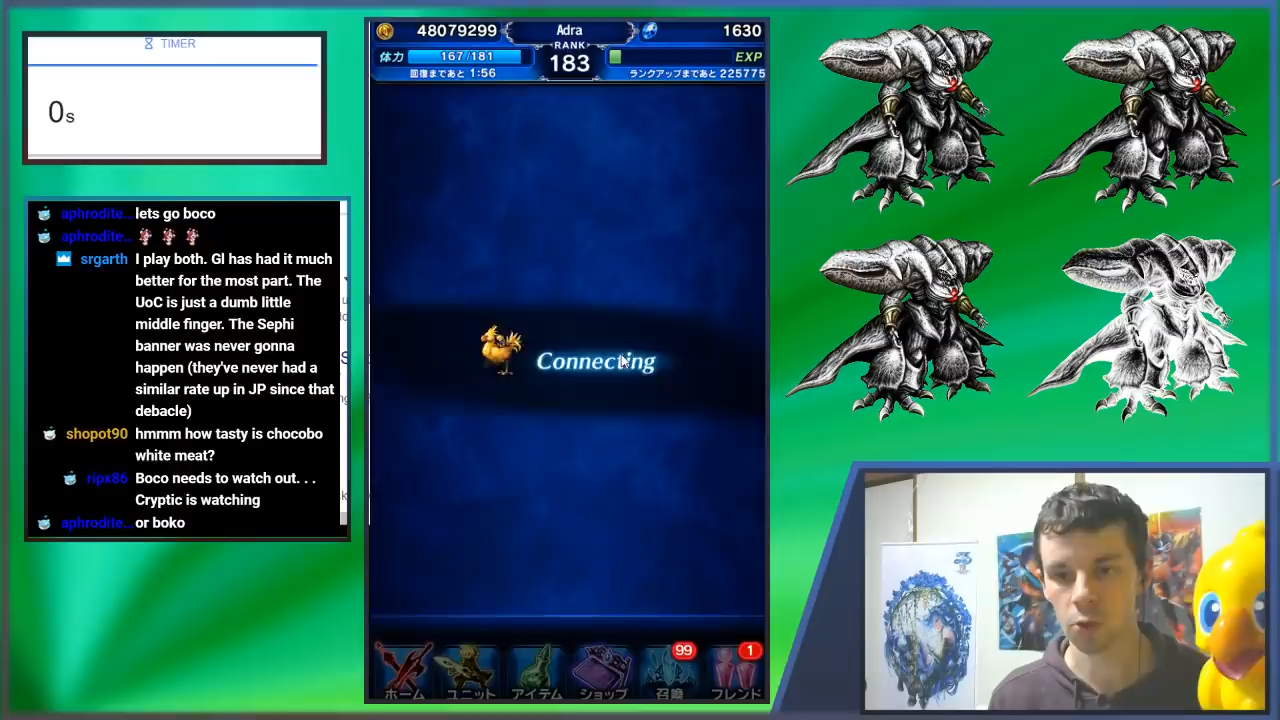 TIMER
0s
48079299
Adra
1630
体力
167/181
RANK
183
EXP
回復まであと 1:56
ランクアップまであと 225775
aphrodite... lets go boco
aphrodite...
srgarth I play both. Gl has had it much
better for the most part. The
UoC is just a dumb little
middle finger. The Sephi
banner was never gonna
happen (they've never had a
similar rate up in JP since that
debacle)
shopot90 hmmm how tasty is chocobo
white meat?
ripx86 Boco needs to watch out. . .
Cryptic is watching
aphrodite... or boko
Connecting
99
1
ホーム
ユニット
アイテム
ショップ
召喚
フレンド